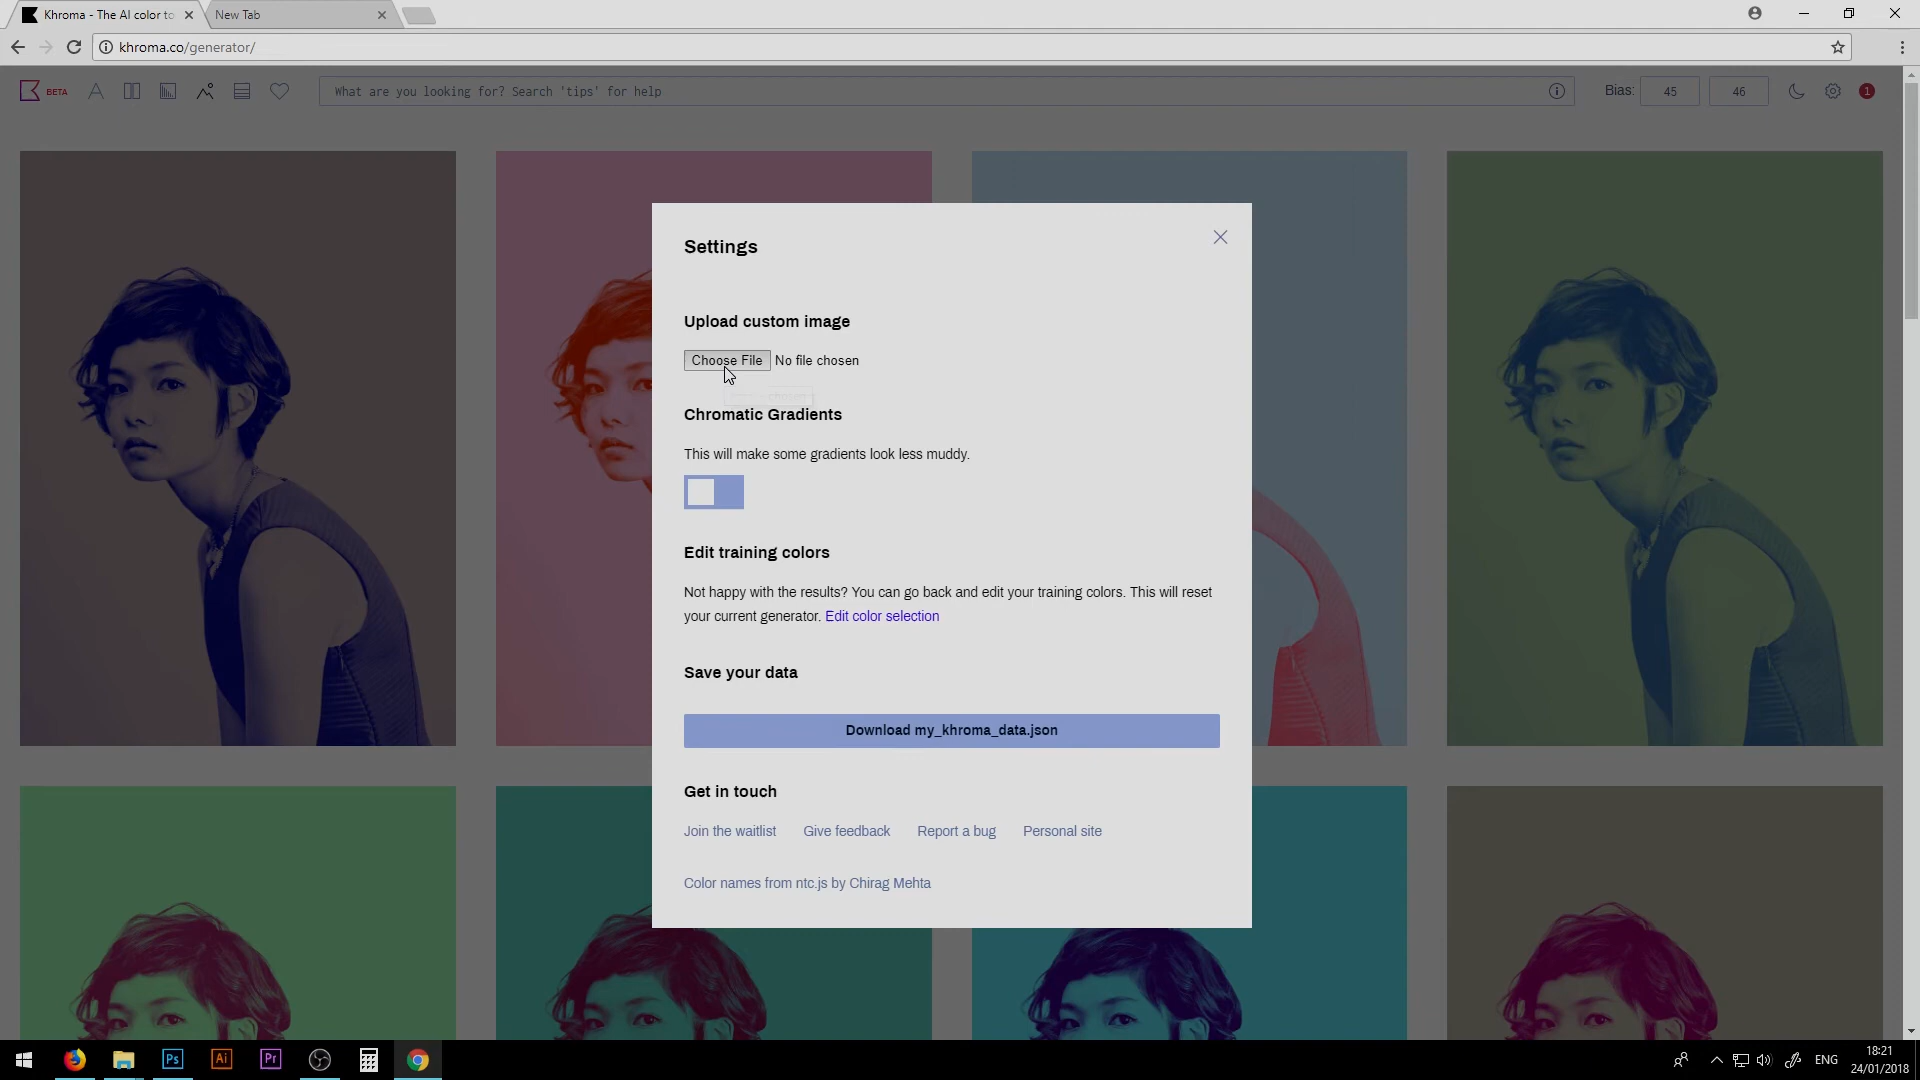 Khroma - The AI color to
New Tab
khroma.co/generator/
BETA
What are you looking for? Search 'tips' for help
Bias:
45
46
1
Settings
Upload custom image
Choose File No file chosen
Chromatic Gradients
This will make some gradients look less muddy.
Edit training colors
Not happy with the results? You can go back and edit your training colors. This will reset
your current generator. Edit color selection
Save your data
Download my_khroma_data.json
Get in touch
Join the waitlist Give feedback Report a bug Personal site
Color names from ntc.js by Chirag Mehta
Ps
Ai
Pr
ENG
18:21
24/01/2018